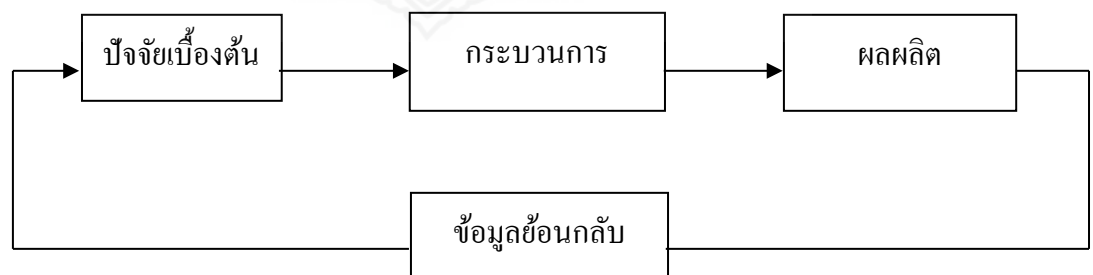 ปัจจัยเบื้องต้น
กระบวนการ
ผลผลิต
ข้อมูลย้อนกลับ